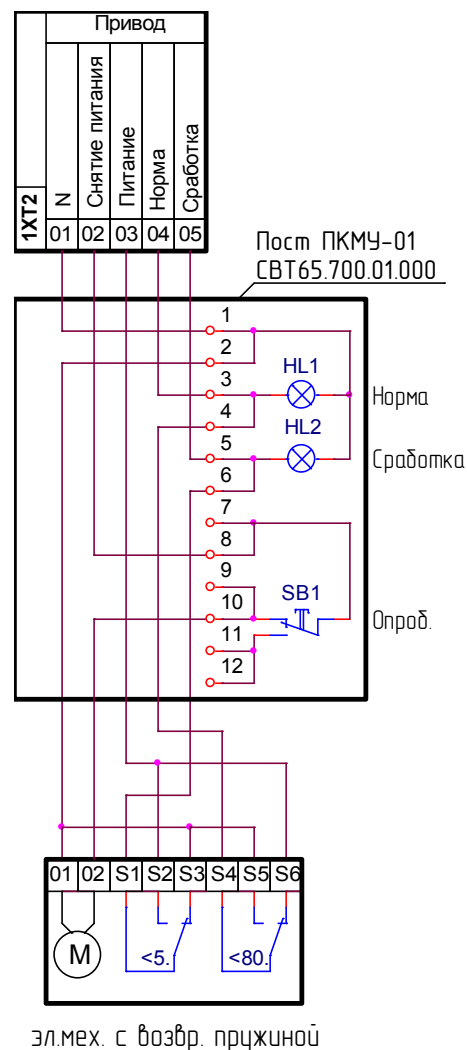 Привод
1XT2
N
Снятие питания
Питание
Норма
Сработка
01 02 03 04 05
Пост ПКМУ-01
СВТ65.700.01.000
1
2
3
HL1
Норма
4
HL2
5
Сработка
6
7
8
9
10
SB1
Опроб.
11
12
01 02 S1 S2 S3 S4 S5 S6
M
<5.
<80.
эл.мех. с возвр. пружиной